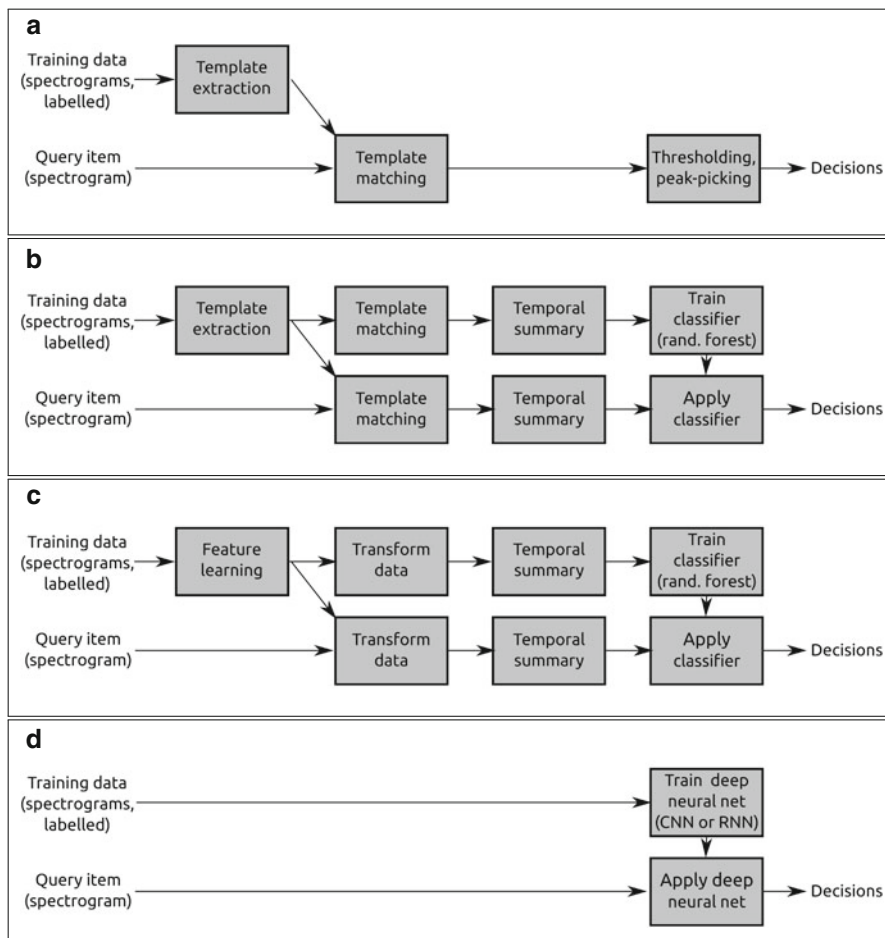 a
Training data
(spectrograms,
labelled)
Template
extraction
Query item
(spectrogram)
Template
matching
Thresholding,
peak-picking
Decisions
b
Training data
(spectrograms,
labelled)
Template
extraction
Template
matching
Temporal
summary
Train
classifier
(rand. forest)
Query item
(spectrogram)
Template
matching
Temporal
summary
Apply
classifier
Decisions
c
Training data
(spectrograms,
labelled)
Feature
learning
Transform
data
Temporal
summary
Train
classifier
(rand. forest)
Query item
(spectrogram)
Transform
data
Temporal
summary
Apply
classifier
Decisions
d
Training data
(spectrograms,
labelled)
Train deep
neural net
(CNN or RNN)
Query item
(spectrogram)
Apply deep
neural net
Decisions